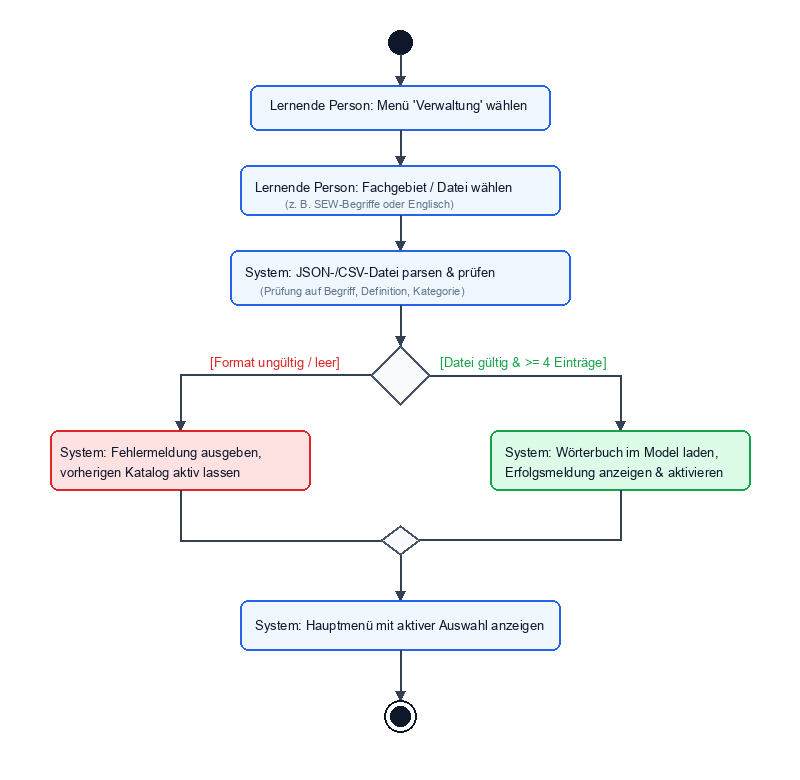 Lernende Person: Menü 'Verwaltung' wählen
Lernende Person: Fachgebiet / Datei wählen
(z. B. SEW-Begriffe oder Englisch)
System: JSON-/CSV-Datei parsen & prüfen
(Prüfung auf Begriff, Definition, Kategorie)
[Format ungültig / leer]
[Datei gültig & >= 4 Einträge]
System: Fehlermeldung ausgeben,
vorherigen Katalog aktiv lassen
System: Wörterbuch im Model laden,
Erfolgsmeldung anzeigen & aktivieren
System: Hauptmenü mit aktiver Auswahl anzeigen